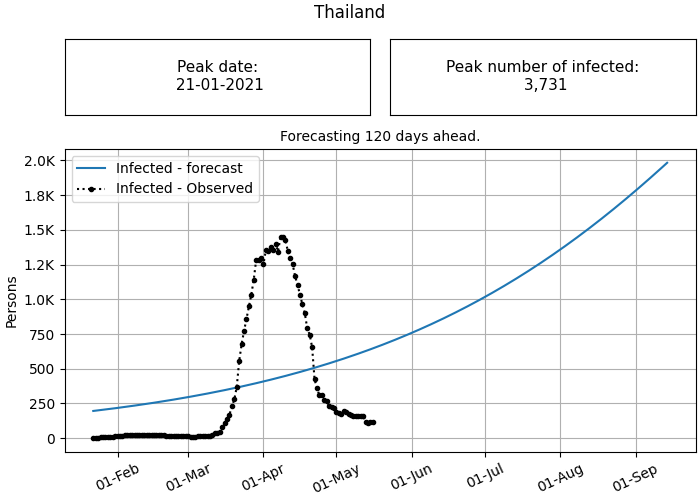 Thailand
Peak date:
21-01-2021
Peak number of infected:
3,731
Forecasting 120 days ahead.
Infected - forecast
Infected - Observed
Persons
2.0K
1.8K
1.5K
1.2K
1.0K
750
500
250
0
01-Feb
01-Mar
01-Apr
01-May
01-Jun
01-Jul
01-Aug
01-Sep